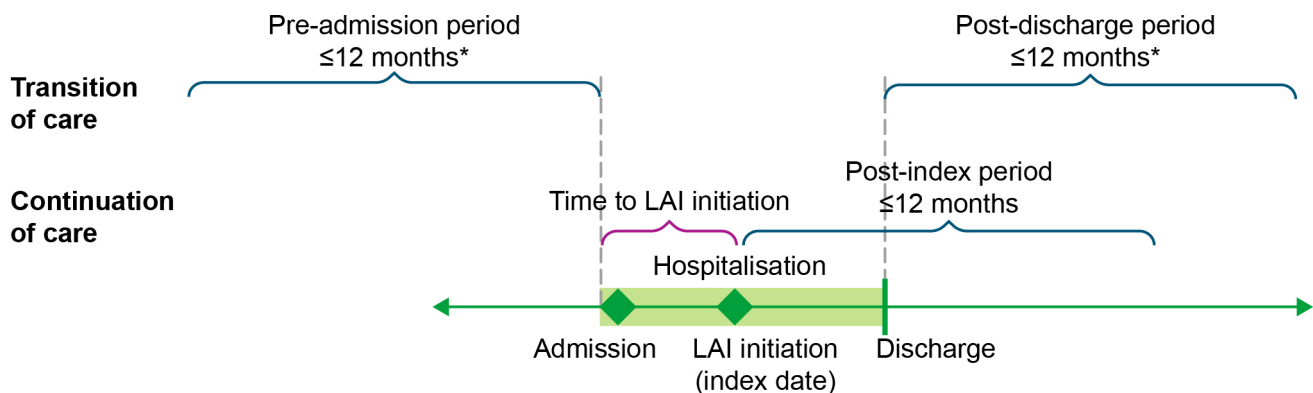 Pre-admission period
≤12 months*
Post-discharge period
≤12 months*
Transition
of care
Post-index period
≤12 months
Continuation
of care
Time to LAI initiation
Hospitalisation
Admission
LAI initiation
(index date)
Discharge